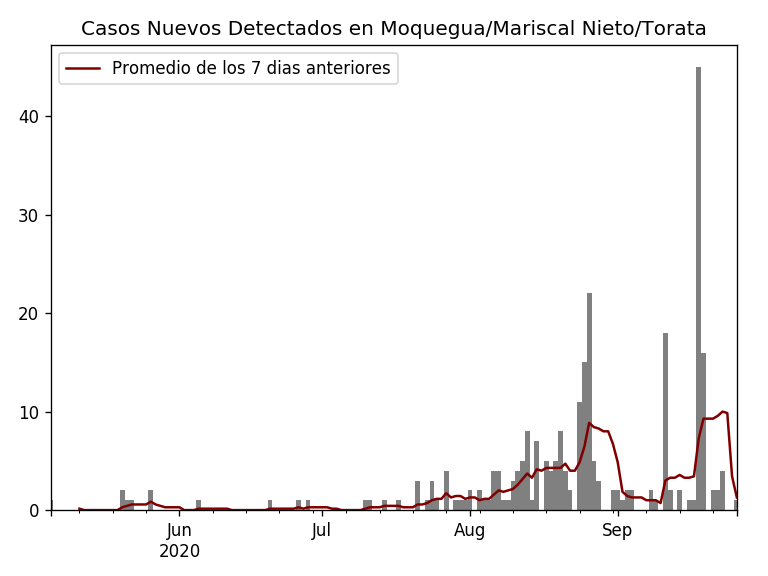 Casos Nuevos Detectados en Moquegua/Mariscal Nieto/Torata
Promedio de los 7 dias anteriores
40
30
20
10
0
Jun
2020
Jul
Aug
Sep